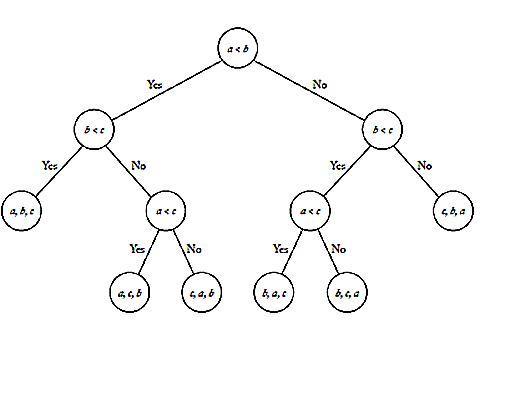 a < b
Yes No
b < c b < c
Yes No Yes No
a, b, c a < c a < c c, b, a
Yes No Yes No
a, c, b c, a, b b, a, c b, c, a